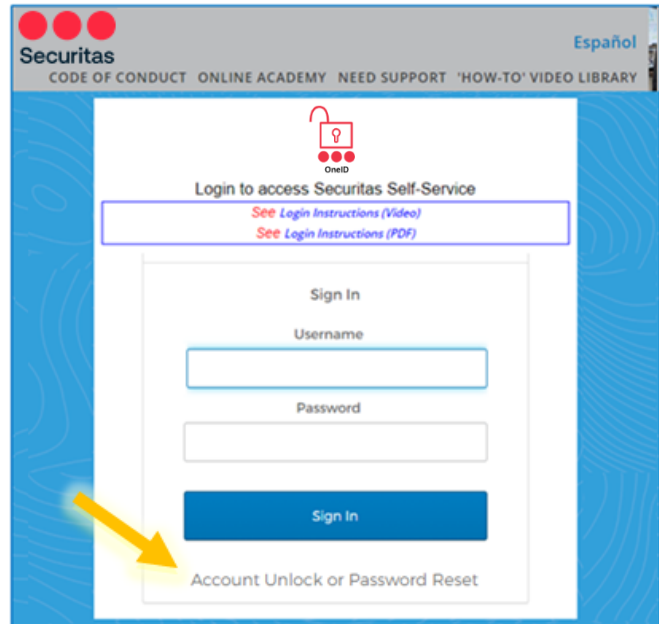 Securitas
Español
CODE OF CONDUCT ONLINE ACADEMY NEED SUPPORT 'HOW-TO' VIDEO LIBRARY
OneID
Login to access Securitas Self-Service
See Login Instructions (Video)
See Login Instructions (PDF)
Sign In
Username
Password
Sign In
Account Unlock or Password Reset